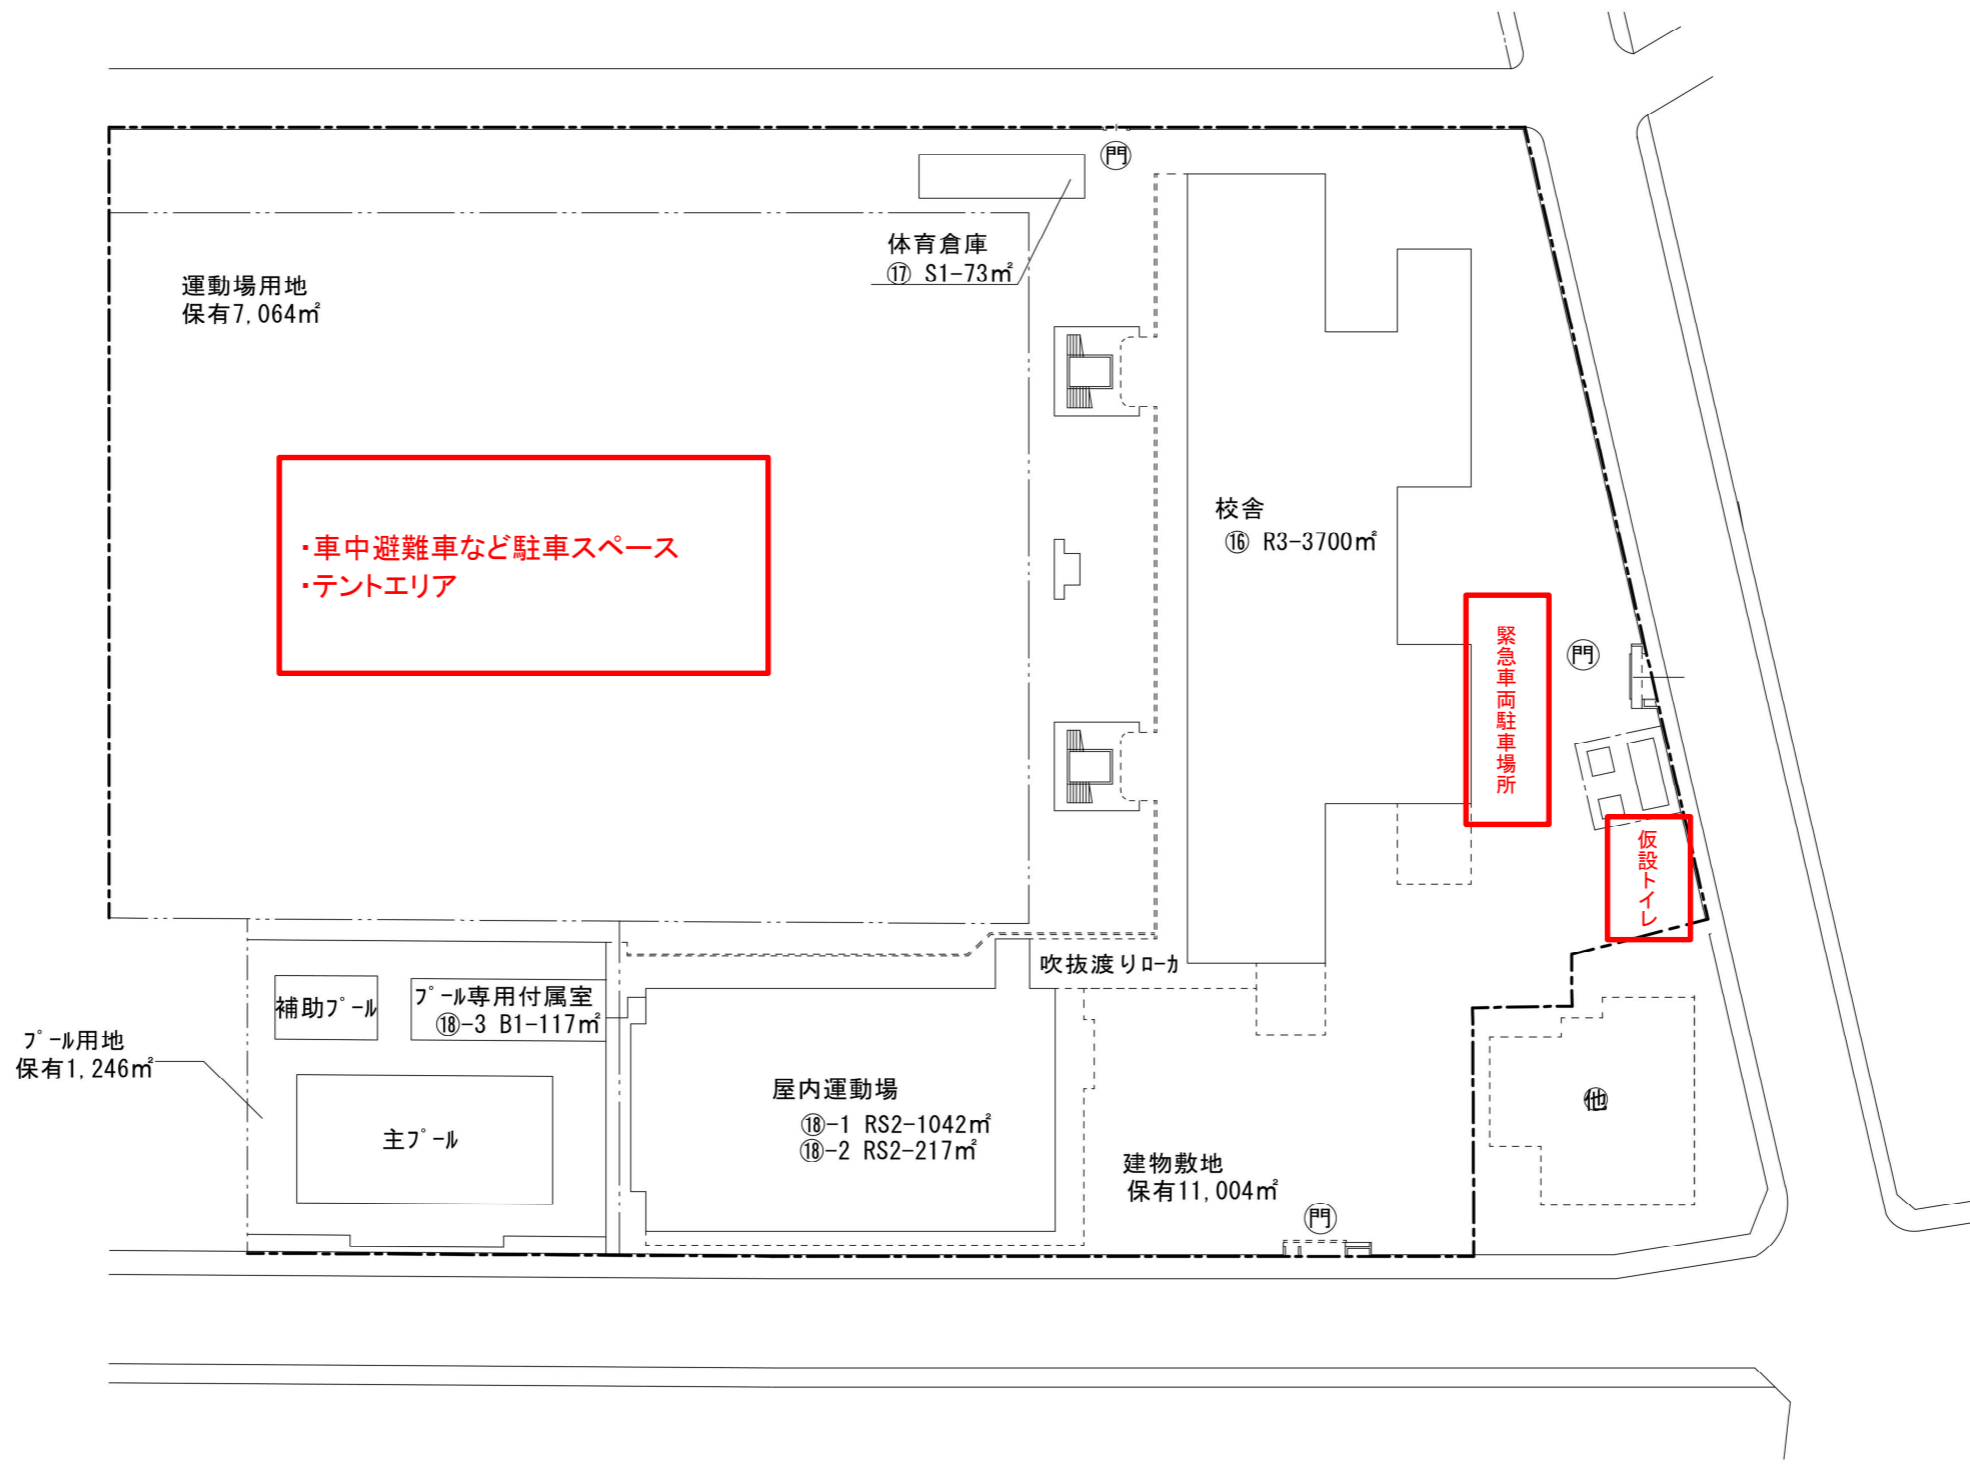 門
体育倉庫
⑰ S1-73㎡
運動場用地
保有7,064㎡
・車中避難車など駐車スペース
・テントエリア
校舎
⑯ R3-3700㎡
緊急車両駐車場所
門
仮設トイレ
吹抜渡りﾛｰｶ
補助ﾌﾟｰﾙ
ﾌﾟｰﾙ専用付属室
⑱-3 B1-117㎡
ﾌﾟｰﾙ用地
保有1,246㎡
主ﾌﾟｰﾙ
屋内運動場
⑱-1 RS2-1042㎡
⑱-2 RS2-217㎡
他
建物敷地
保有11,004㎡
門